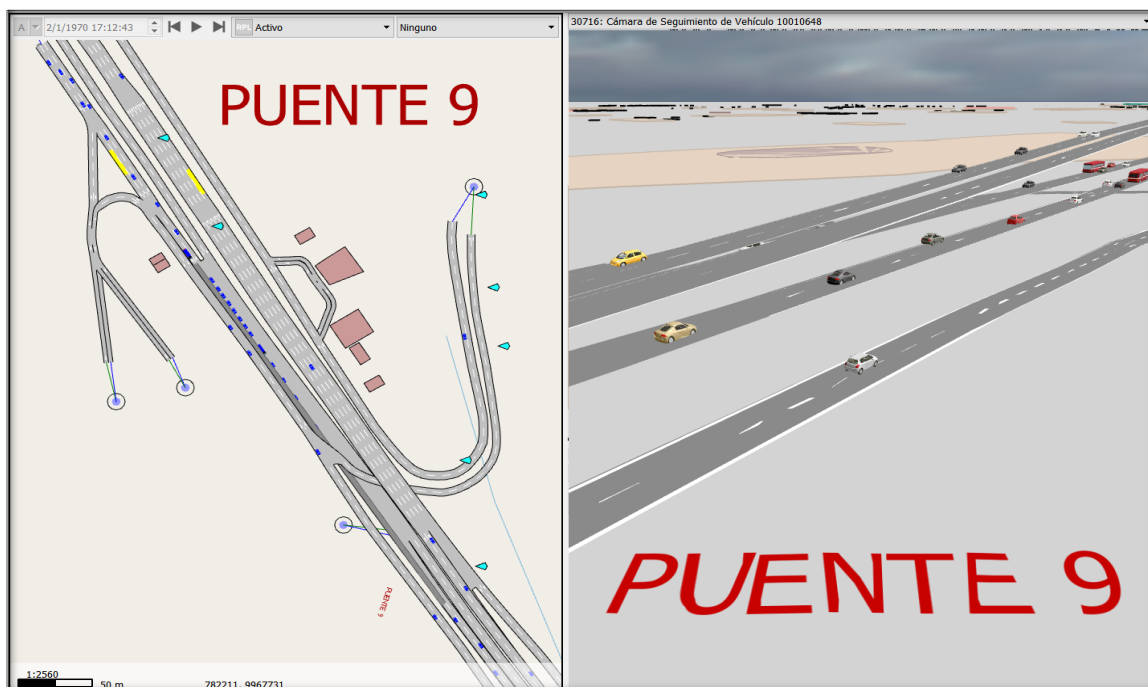 A 2/1/1970 17:12:43 RPL Activo Ninguno
PUENTE 9
PUENTE 9
1:2560
50 m 782211, 9967731
30716: Cámara de Seguimiento de Vehículo 10010648
PUENTE 9